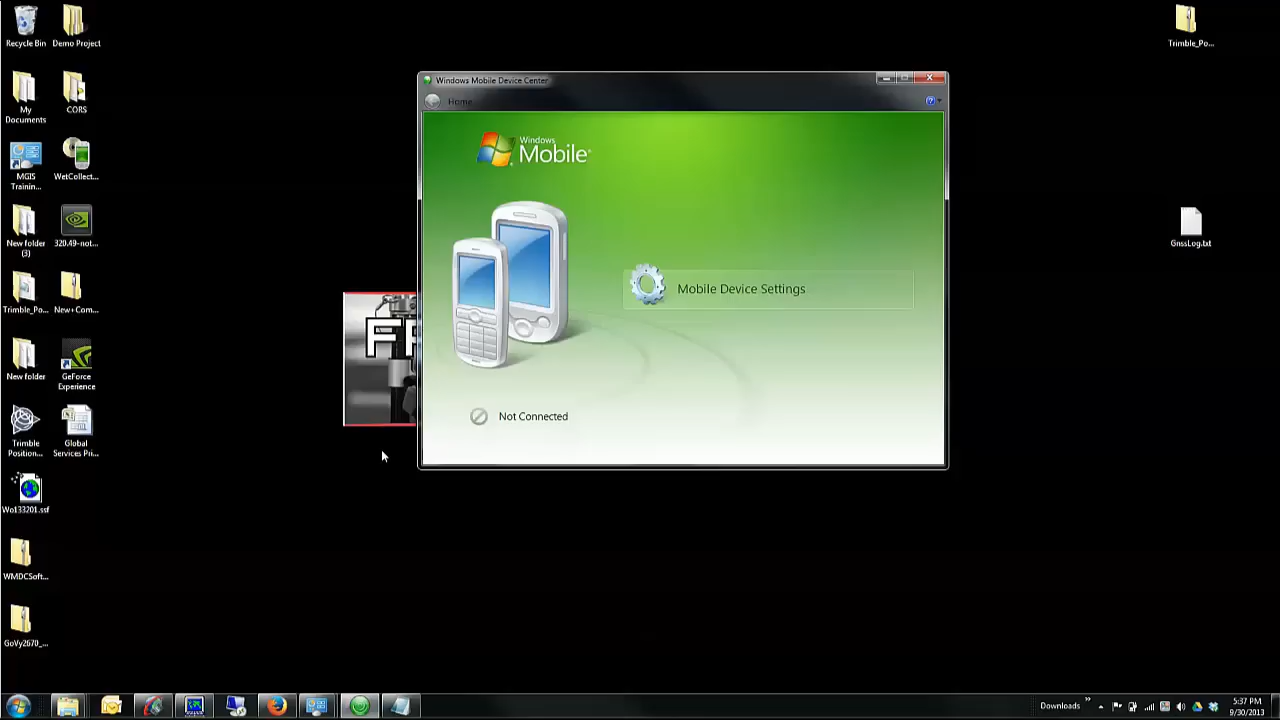 Recycle Bin
Demo Project
Trimble_Po...
Windows Mobile Device Center
Home
My
Documents
CORS
Windows
Mobile
MGIS
Training...
WetCollect...
New folder
(3)
320.49-not...
GnssLog.txt
Mobile Device Settings
Trimble_Po...
New+Com...
New folder
GeForce
Experience
Not Connected
Trimble
Position...
Global
Services Pri...
Wo133201.ssf
WMDCSoft...
GoVy2670_...
Downloads
5:37 PM
9/30/2013